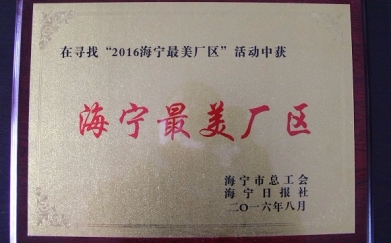 在寻找“2016海宁最美厂区”活动中获
海宁最美厂区
海宁市总工会
海宁日报社
二〇一六年八月